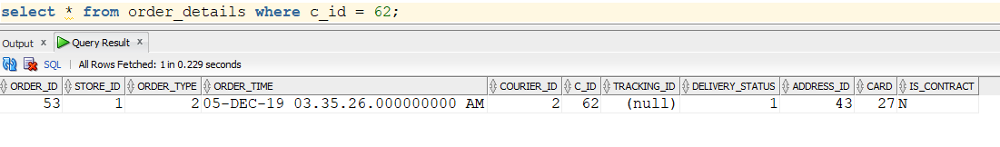 select * from order_details where c_id = 62;
Output x Query Result x
SQL | All Rows Fetched: 1 in 0.229 seconds
ORDER_ID STORE_ID ORDER_TYPE ORDER_TIME COURIER_ID C_ID TRACKING_ID DELIVERY_STATUS ADDRESS_ID CARD IS_CONTRACT
53 1 2 05-DEC-19 03.35.26.000000000 AM 2 62 (null) 1 43 27 N